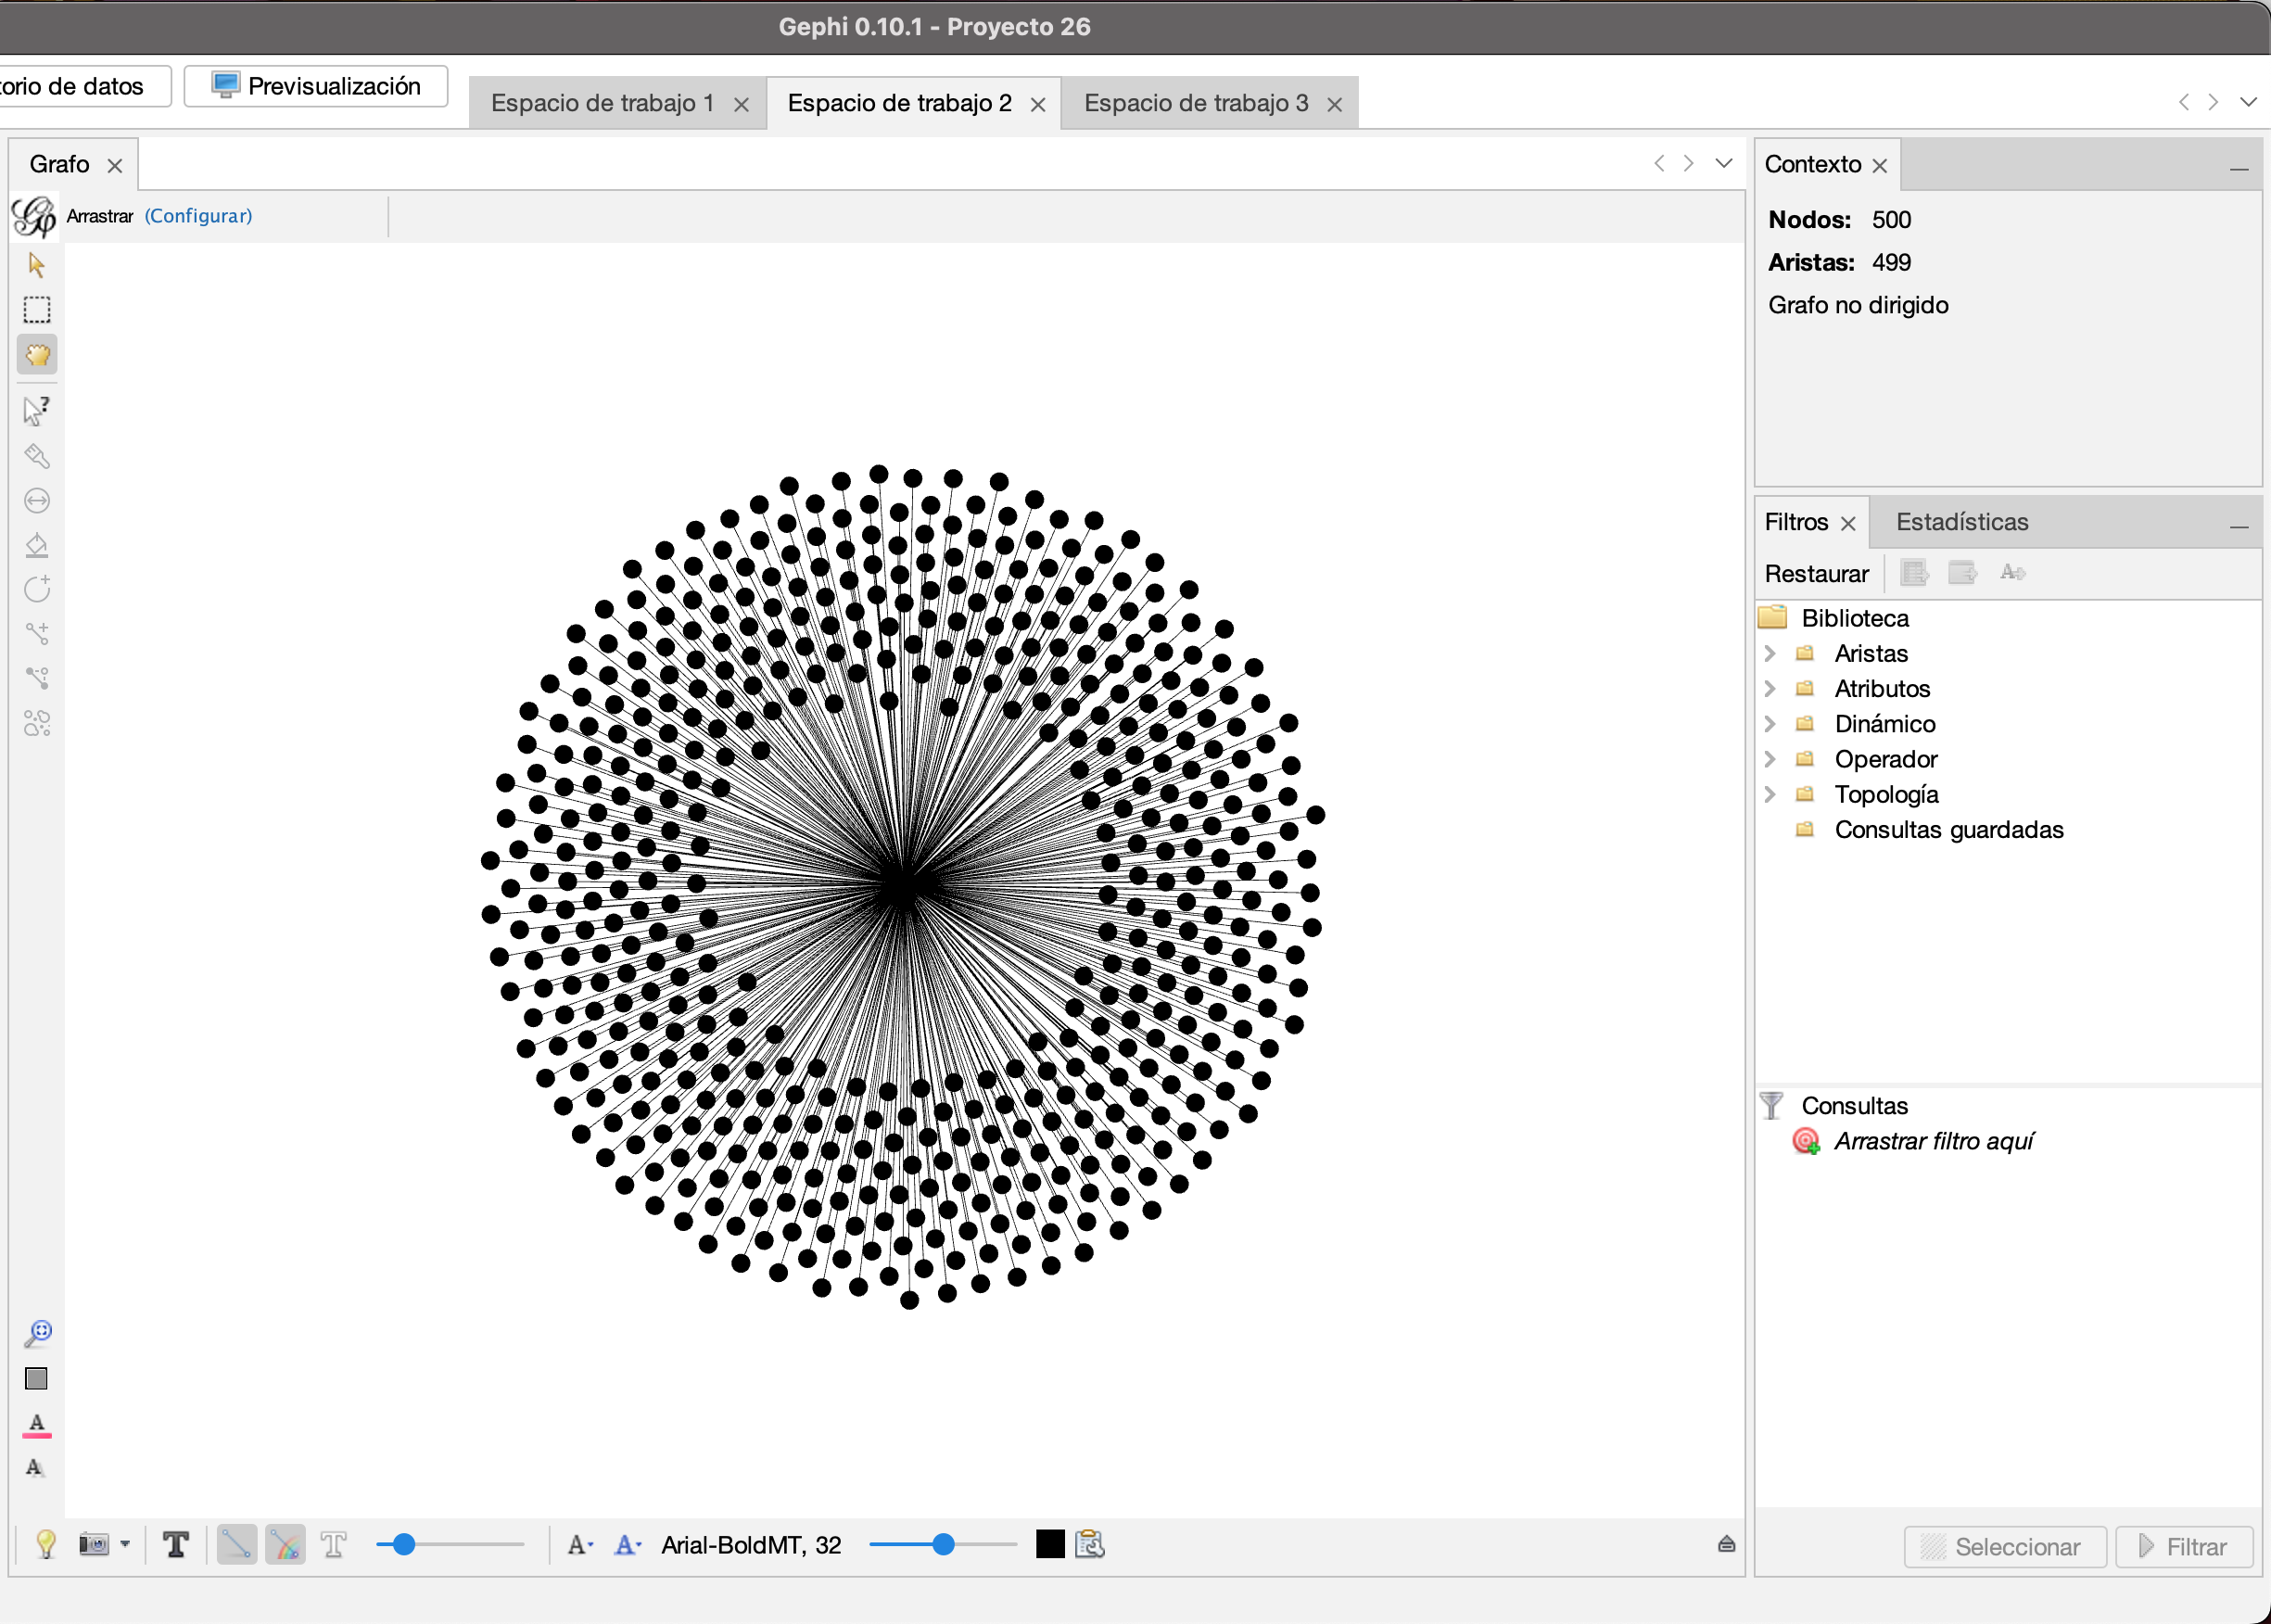 Gephi 0.10.1 - Proyecto 26
torio de datos
Previsualización
Espacio de trabajo 1
Espacio de trabajo 2
Espacio de trabajo 3
Grafo
Arrastrar (Configurar)
Contexto
Nodos: 500
Aristas: 499
Grafo no dirigido
Filtros
Estadísticas
Restaurar
Biblioteca
Aristas
Atributos
Dinámico
Operador
Topología
Consultas guardadas
Consultas
Arrastrar filtro aquí
Arial-BoldMT, 32
Seleccionar
Filtrar